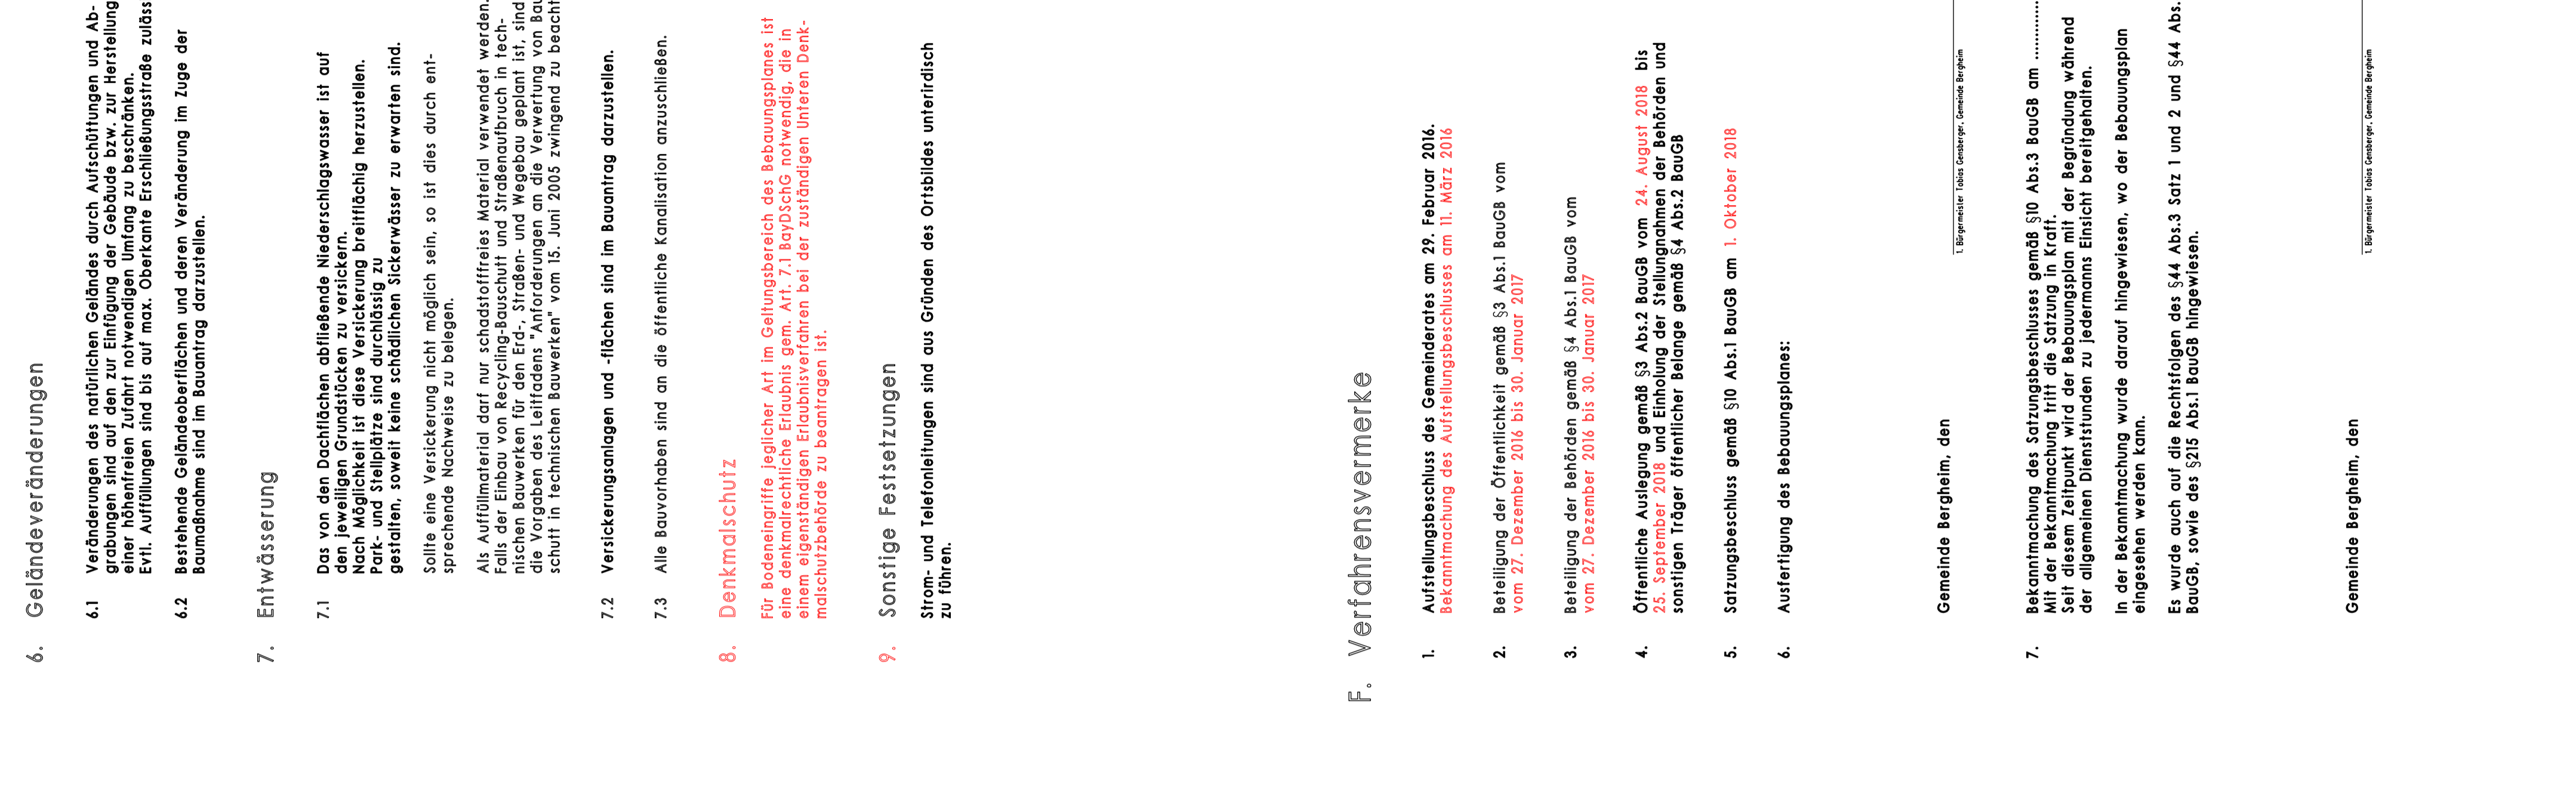 6. Geländeveränderungen
6.1 Veränderungen des natürlichen Geländes durch Aufschüttungen und Ab-
grabungen sind auf den zur Einfügung der Gebäude bzw. zur Herstellung
einer höhenfreien Zufahrt notwendigen Umfang zu beschränken.
Evtl. Auffüllungen sind bis auf max. Oberkante Erschließungsstraße zuläss
6.2 Bestehende Geländeoberflächen und deren Veränderung im Zuge der
Baumaßnahme sind im Bauantrag darzustellen.
7. Entwässerung
7.1 Das von den Dachflächen abfließende Niederschlagswasser ist auf
den jeweiligen Grundstücken zu versickern.
Nach Möglichkeit ist diese Versickerung breitflächig herzustellen.
Park- und Stellplätze sind durchlässig zu
gestalten, soweit keine schädlichen Sickerwässer zu erwarten sind.
Sollte eine Versickerung nicht möglich sein, so ist dies durch ent-
sprechende Nachweise zu belegen.
Als Auffüllmaterial darf nur schadstofffreies Material verwendet werden.
Falls der Einbau von Recycling-Bauschutt und Straßenaufbruch in tech-
nischen Bauwerken für den Erd-, Straßen- und Wegebau geplant ist, sind
die Vorgaben des Leitfadens "Anforderungen an die Verwertung von Bau
schutt in technischen Bauwerken" vom 15. Juni 2005 zwingend zu beacht
7.2 Versickerungsanlagen und -flächen sind im Bauantrag darzustellen.
7.3 Alle Bauvorhaben sind an die öffentliche Kanalisation anzuschließen.
8. Denkmalschutz
Für Bodeneingriffe jeglicher Art im Geltungsbereich des Bebauungsplanes ist
eine denkmalrechtliche Erlaubnis gem. Art. 7.1 BayDSchG notwendig, die in
einem eigenständigen Erlaubnisverfahren bei der zuständigen Unteren Denk-
malschutzbehörde zu beantragen ist.
9. Sonstige Festsetzungen
Strom- und Telefonleitungen sind aus Gründen des Ortsbildes unterirdisch
zu führen.
F. Verfahrensvermerke
1. Aufstellungsbeschluss des Gemeinderates am 29. Februar 2016.
Bekanntmachung des Aufstellungsbeschlusses am 11. März 2016
2. Beteiligung der Öffentlichkeit gemäß §3 Abs.1 BauGB vom
vom 27. Dezember 2016 bis 30. Januar 2017
3. Beteiligung der Behörden gemäß §4 Abs.1 BauGB vom
vom 27. Dezember 2016 bis 30. Januar 2017
4. Öffentliche Auslegung gemäß §3 Abs.2 BauGB vom 24. August 2018 bis
25. September 2018 und Einholung der Stellungnahmen der Behörden und
sonstigen Träger öffentlicher Belange gemäß §4 Abs.2 BauGB
5. Satzungsbeschluss gemäß §10 Abs.1 BauGB am 1. Oktober 2018
6. Ausfertigung des Bebauungsplanes:
Gemeinde Bergheim, den
1. Bürgermeister Tobias Gensberger, Gemeinde Bergheim
7. Bekanntmachung des Satzungsbeschlusses gemäß §10 Abs.3 BauGB am ............
Mit der Bekanntmachung tritt die Satzung in Kraft.
Seit diesem Zeitpunkt wird der Bebauungsplan mit der Begründung während
der allgemeinen Dienststunden zu jedermanns Einsicht bereitgehalten.
In der Bekanntmachung wurde darauf hingewiesen, wo der Bebauungsplan
eingesehen werden kann.
Es wurde auch auf die Rechtsfolgen des §44 Abs.3 Satz 1 und 2 und §44 Abs.
BauGB, sowie des §215 Abs.1 BauGB hingewiesen.
Gemeinde Bergheim, den
1. Bürgermeister Tobias Gensberger, Gemeinde Bergheim